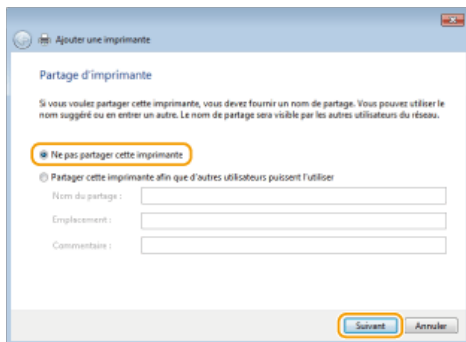 Ajouter une imprimante
Partage d'imprimante
Si vous voulez partager cette imprimante, vous devez fournir un nom de partage. Vous pouvez utiliser le
nom suggéré ou en entrer un autre. Le nom de partage sera visible par les autres utilisateurs du réseau.
Ne pas partager cette imprimante
Partager cette imprimante afin que d'autres utilisateurs puissent l'utiliser
Nom du partage :
Emplacement :
Commentaire :
Suivant
Annuler